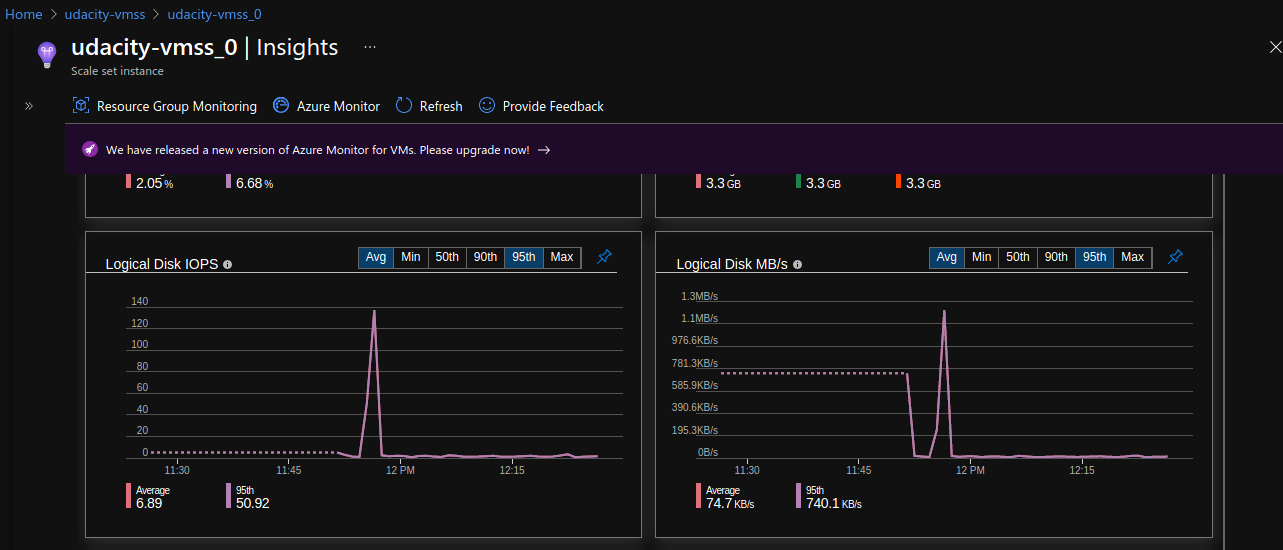 Home > udacity-vmss > udacity-vmss_0
udacity-vmss_0 | Insights ...
Scale set instance
» Resource Group Monitoring Azure Monitor Refresh Provide Feedback
We have released a new version of Azure Monitor for VMs. Please upgrade now! →
2.05 % 6.68 %
3.3 GB 3.3 GB 3.3 GB
Logical Disk IOPS
Avg Min 50th 90th 95th Max
140
120
100
80
60
40
20
0
11:30 11:45 12 PM 12:15
Average 95th
6.89 50.92
Logical Disk MB/s
Avg Min 50th 90th 95th Max
1.3MB/s
1.1MB/s
976.6KB/s
781.3KB/s
585.9KB/s
390.6KB/s
195.3KB/s
0B/s
11:30 11:45 12 PM 12:15
Average 95th
74.7 KB/s 740.1 KB/s